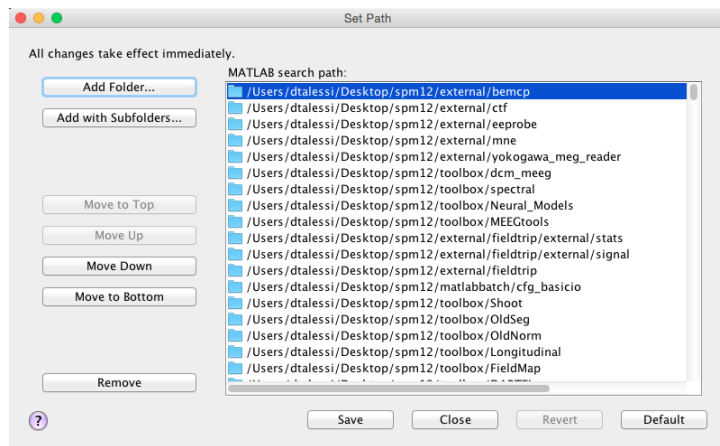 Set Path
All changes take effect immediately.
MATLAB search path:
Add Folder...
Add with Subfolders...
Move to Top
Move Up
Move Down
Move to Bottom
Remove
/Users/dtalessi/Desktop/spm12/external/bemcp
/Users/dtalessi/Desktop/spm12/external/ctf
/Users/dtalessi/Desktop/spm12/external/eeprobe
/Users/dtalessi/Desktop/spm12/external/mne
/Users/dtalessi/Desktop/spm12/external/yokogawa_meg_reader
/Users/dtalessi/Desktop/spm12/toolbox/dcm_meeg
/Users/dtalessi/Desktop/spm12/toolbox/spectral
/Users/dtalessi/Desktop/spm12/toolbox/Neural_Models
/Users/dtalessi/Desktop/spm12/toolbox/MEEGtools
/Users/dtalessi/Desktop/spm12/external/fieldtrip/external/stats
/Users/dtalessi/Desktop/spm12/external/fieldtrip/external/signal
/Users/dtalessi/Desktop/spm12/external/fieldtrip
/Users/dtalessi/Desktop/spm12/matlabbatch/cfg_basicio
/Users/dtalessi/Desktop/spm12/toolbox/Shoot
/Users/dtalessi/Desktop/spm12/toolbox/OldSeg
/Users/dtalessi/Desktop/spm12/toolbox/OldNorm
/Users/dtalessi/Desktop/spm12/toolbox/Longitudinal
/Users/dtalessi/Desktop/spm12/toolbox/FieldMap
?
Save
Close
Revert
Default